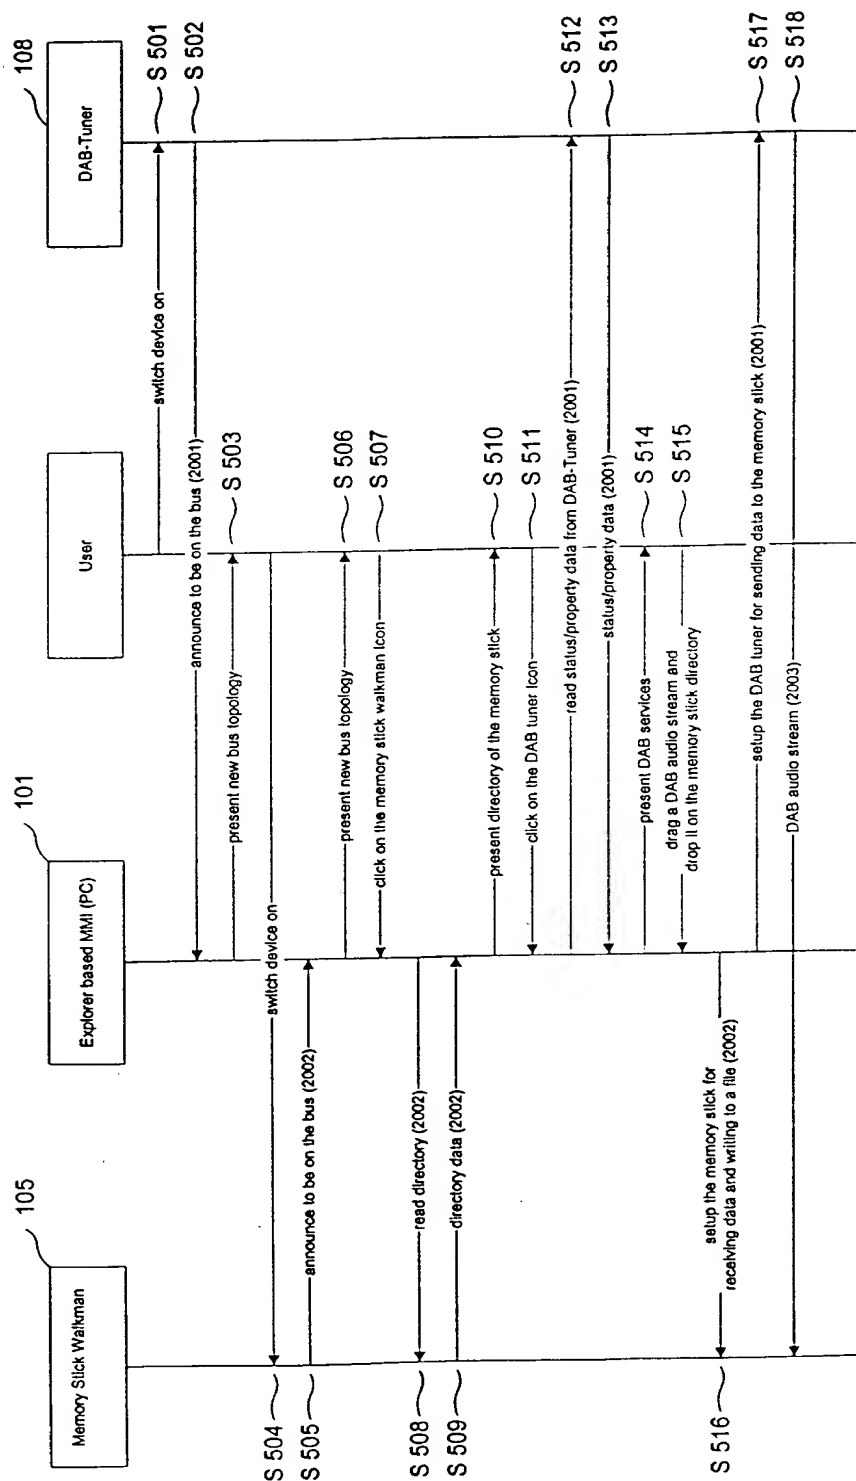 105
Memory Stick Walkman
101
Explorer based MMI (PC)
User
108
DAB-Tuner
switch device on
S 501
announce to be on the bus (2001)
S 502
present new bus topology
S 503
S 504
switch device on
S 505
announce to be on the bus (2002)
present new bus topology
S 506
click on the memory stick walkman Icon
S 507
S 508
read directory (2002)
S 509
directory data (2002)
present directory of the memory stick
S 510
click on the DAB tuner Icon
S 511
read status/property data from DAB-Tuner (2001)
S 512
status/property data (2001)
S 513
present DAB services
S 514
drag a DAB audio stream and
drop it on the memory stick directory
S 515
S 516
setup the memory stick for
receiving data and writing to a file (2002)
setup the DAB tuner for sending data to the memory stick (2001)
S 517
DAB audio stream (2003)
S 518